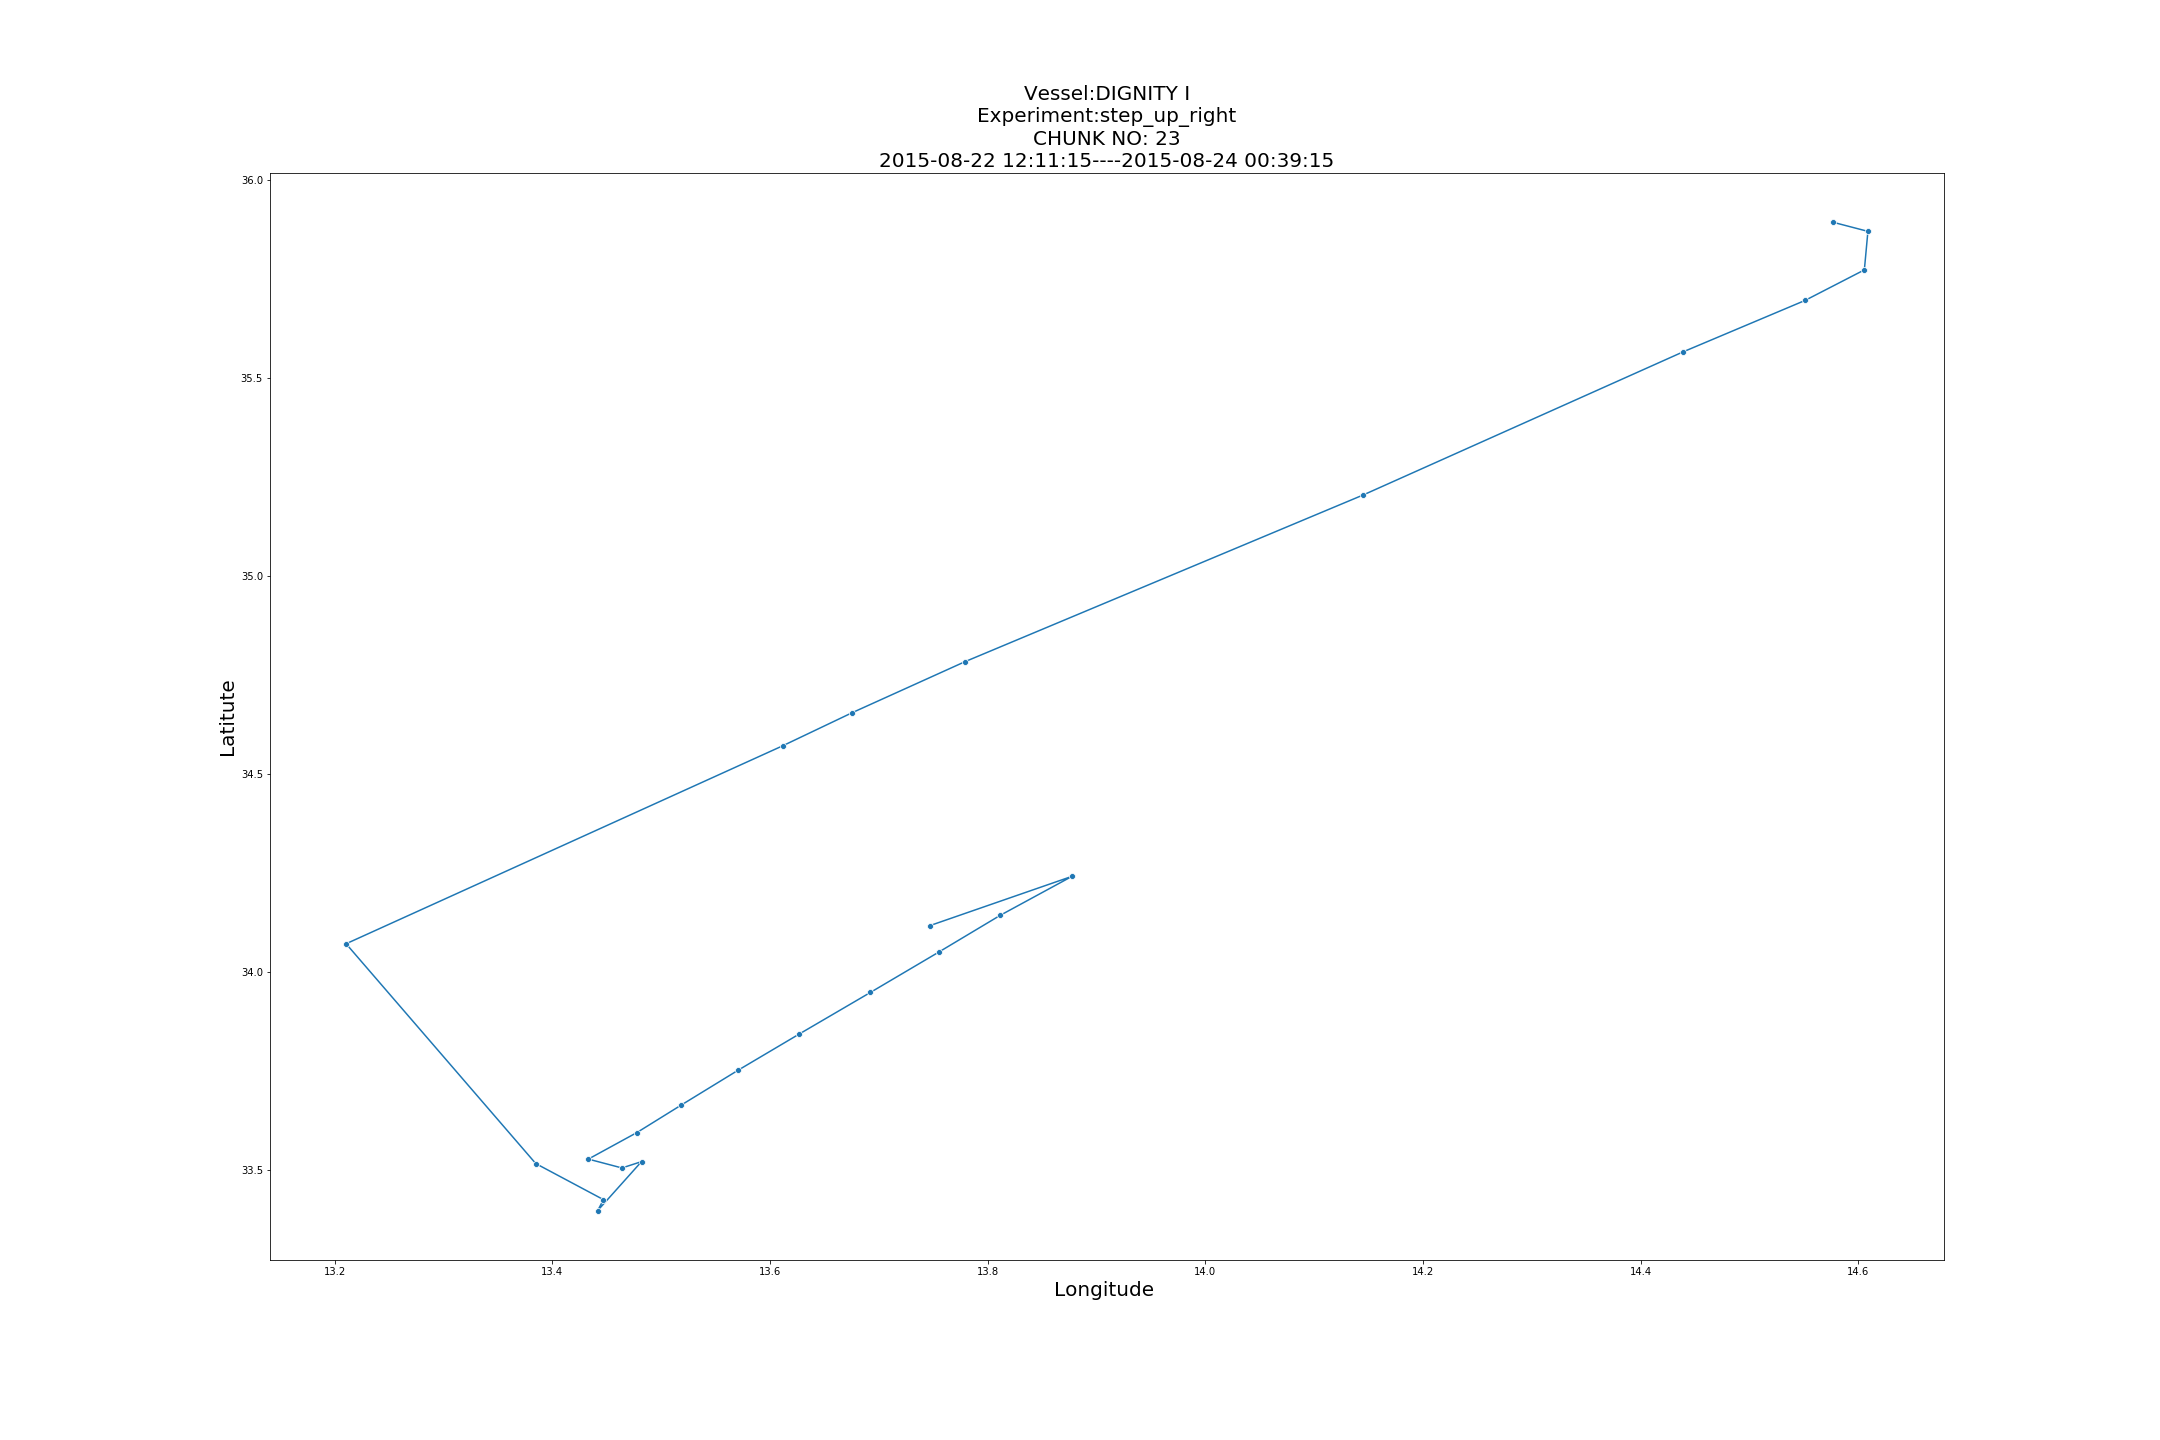 Vessel:DIGNITY I
Experiment:step_up_right
CHUNK NO: 23
2015-08-22 12:11:15----2015-08-24 00:39:15
36.0
35.5
35.0
34.5
34.0
33.5
Latitute
13.2
13.4
13.6
13.8
14.0
14.2
14.4
14.6
Longitude